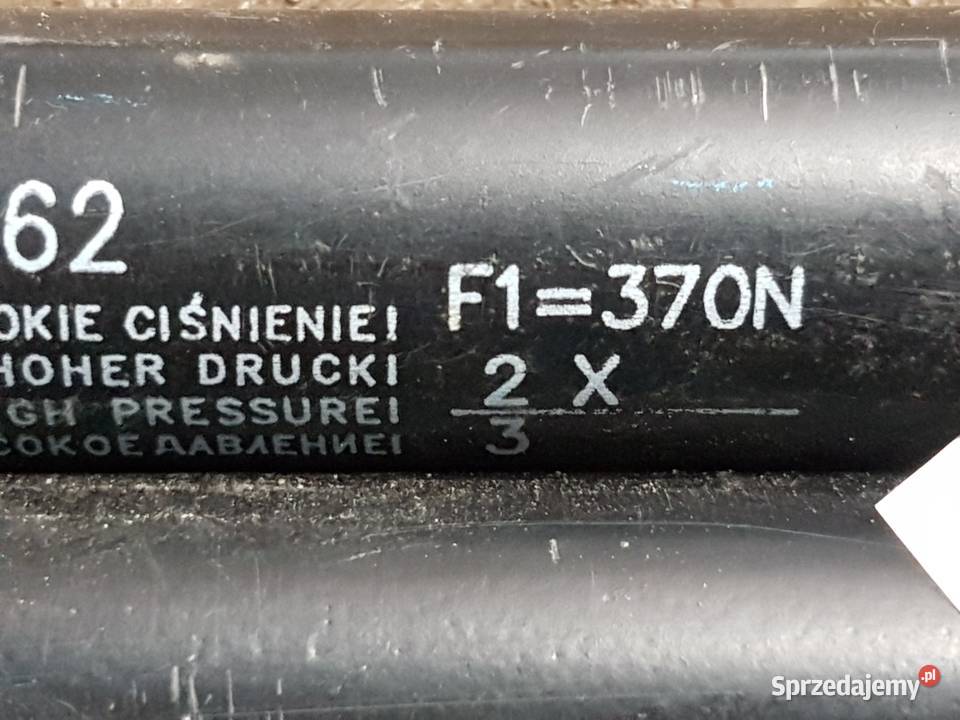 62
OKIE CIŚNIENIE!
HOHER DRUCK!
GH PRESSURE!
СОКОЕ ДАВЛЕНИЕ!
F1=370N
2 X
3
Sprzedajemy.pl